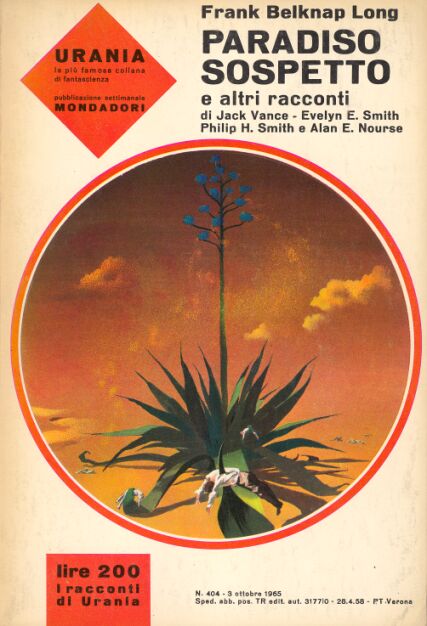 URANIA
la più famosa collana
di fantascienza
pubblicazione settimanale
MONDADORI
Frank Belknap Long
PARADISO
SOSPETTO
e altri racconti
di Jack Vance - Evelyn E. Smith
Philip H. Smith e Alan E. Nourse
lire 200
I racconti
di Urania
N. 404 - 3 ottobre 1965
Sped. abb. pos. TR edit. aut. 31770/0 - 28.4.58 - PT-Verona